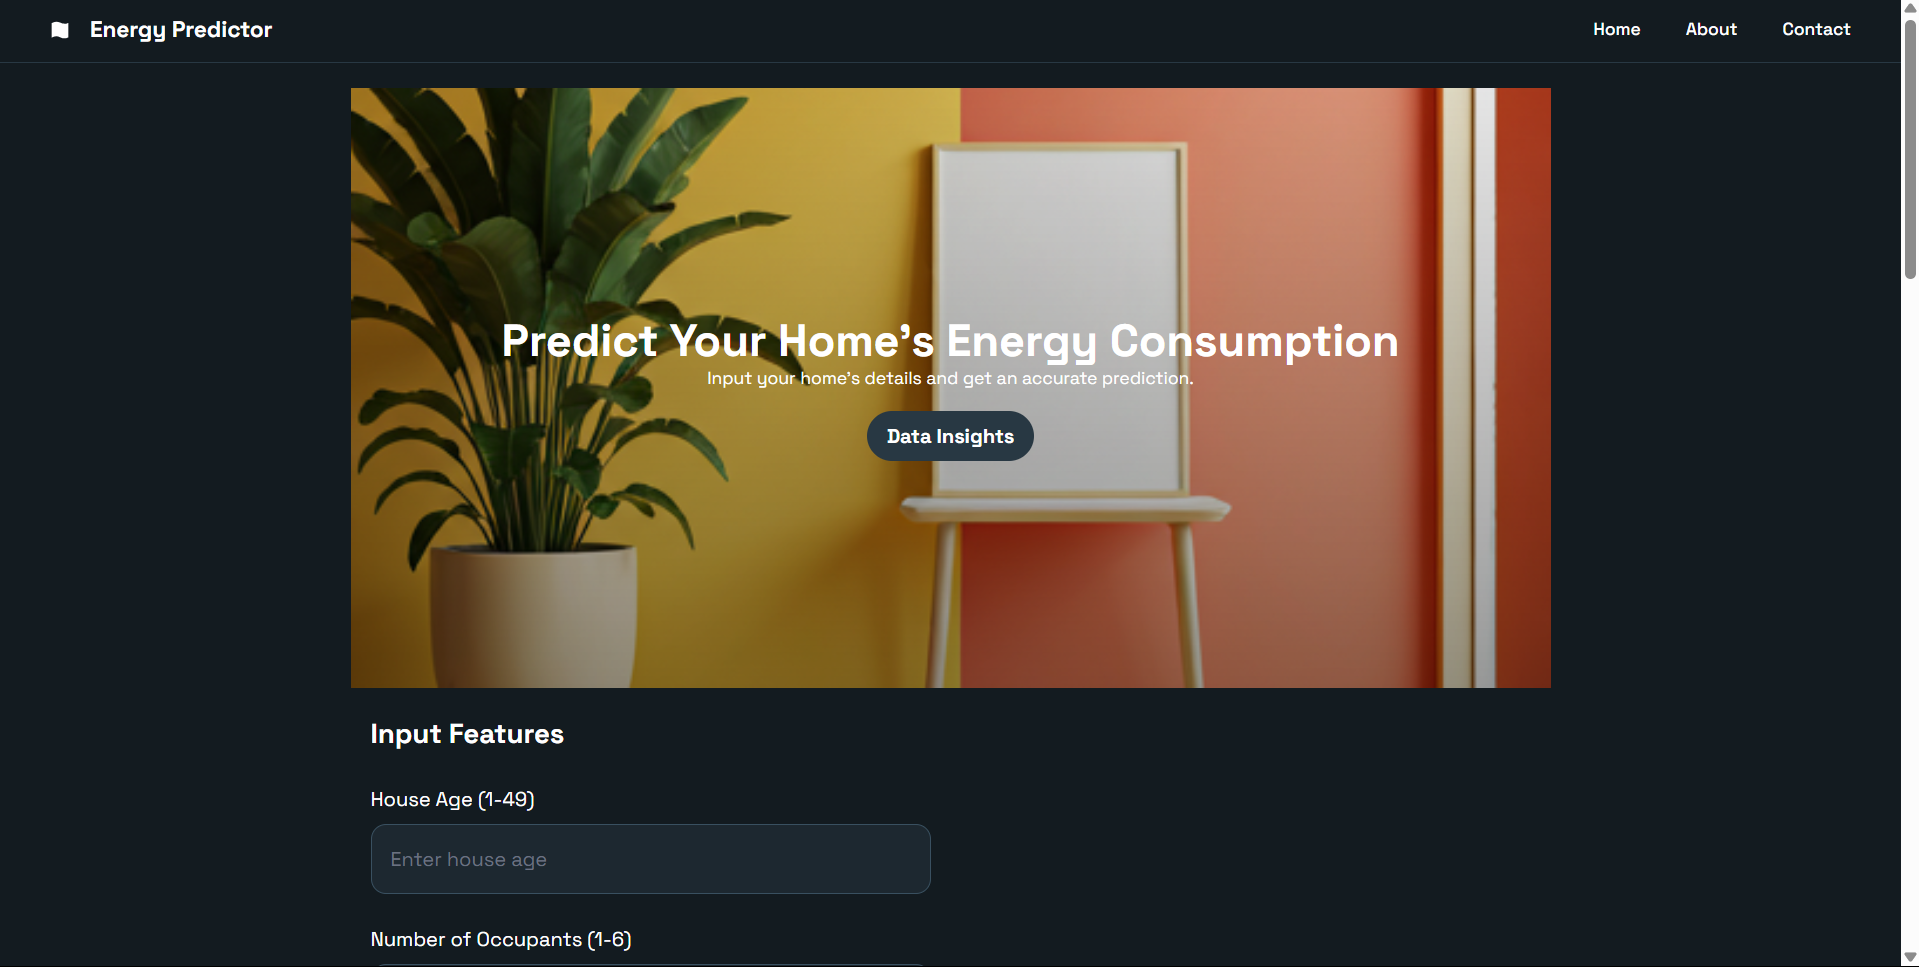 Energy Predictor
Home
About
Contact
Predict Your Home's Energy Consumption
Input your home's details and get an accurate prediction.
Data Insights
Input Features
House Age (1-49)
Enter house age
Number of Occupants (1-6)